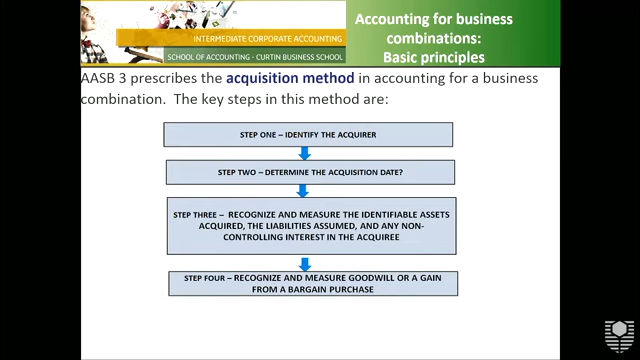 INTERMEDIATE CORPORATE ACCOUNTING
SCHOOL OF ACCOUNTING - CURTIN BUSINESS SCHOOL
Accounting for business
combinations:
Basic principles
AASB 3 prescribes the acquisition method in accounting for a business
combination. The key steps in this method are:
STEP ONE – IDENTIFY THE ACQUIRER
STEP TWO – DETERMINE THE ACQUISITION DATE?
STEP THREE – RECOGNIZE AND MEASURE THE IDENTIFIABLE ASSETS
ACQUIRED, THE LIABILITIES ASSUMED, AND ANY NON-
CONTROLLING INTEREST IN THE ACQUIREE
STEP FOUR – RECOGNIZE AND MEASURE GOODWILL OR A GAIN
FROM A BARGAIN PURCHASE